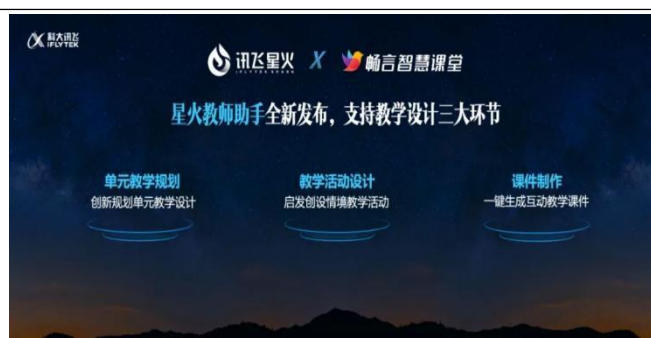 科大讯飞
iFLYTEK
讯飞星火 X 畅言智慧课堂
IFLYTEK SPARK
星火教师助手全新发布，支持教学设计三大环节
单元教学规划 教学活动设计 课件制作
创新规划单元教学设计 启发创设情境教学活动 一键生成互动教学课件